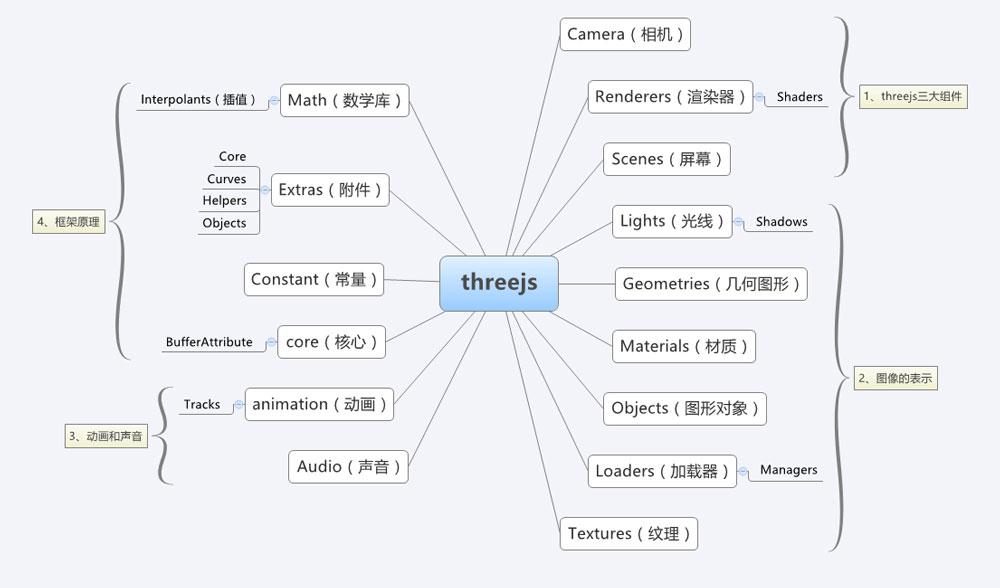 threejs
Camera（相机）
Renderers（渲染器）
Shaders
Scenes（屏幕）
1、threejs三大组件
Lights（光线）
Shadows
Geometries（几何图形）
Materials（材质）
Objects（图形对象）
Loaders（加载器）
Managers
Textures（纹理）
2、图像的表示
animation（动画）
Tracks
Audio（声音）
3、动画和声音
Math（数学库）
Interpolants（插值）
Extras（附件）
Core
Curves
Helpers
Objects
Constant（常量）
core（核心）
BufferAttribute
4、框架原理